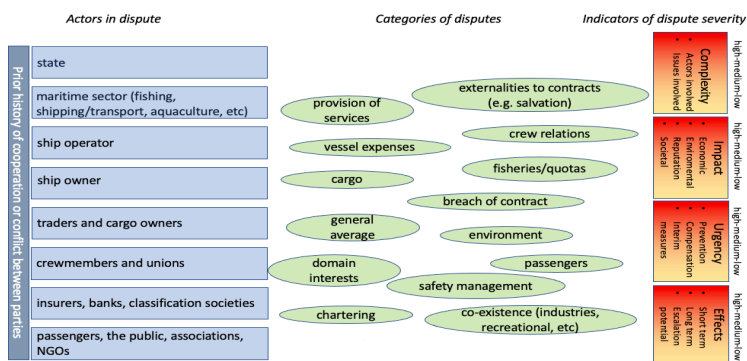 Actors in dispute
Categories of disputes
Indicators of dispute severity
Prior history of cooperation or conflict between parties
state
maritime sector (fishing,
shipping/transport, aquaculture, etc)
ship operator
ship owner
traders and cargo owners
crewmembers and unions
insurers, banks, classification societies
passengers, the public, associations,
NGOs
externalities to contracts
(e.g. salvation)
provision of
services
crew relations
vessel expenses
fisheries/quotas
cargo
breach of contract
general
average
environment
domain
interests
passengers
safety management
chartering
co-existence (industries,
recreational, etc)
Complexity
• Actors involved
• Issues involved
high-medium-low
Impact
• Economic
• Enviromental
• Reputation
• Societal
high-medium-low
Urgency
• Prevention
• Compensation
• Interim
measures
high-medium-low
Effects
• Short term
• Long term
• Escalation
potential
high-medium-low